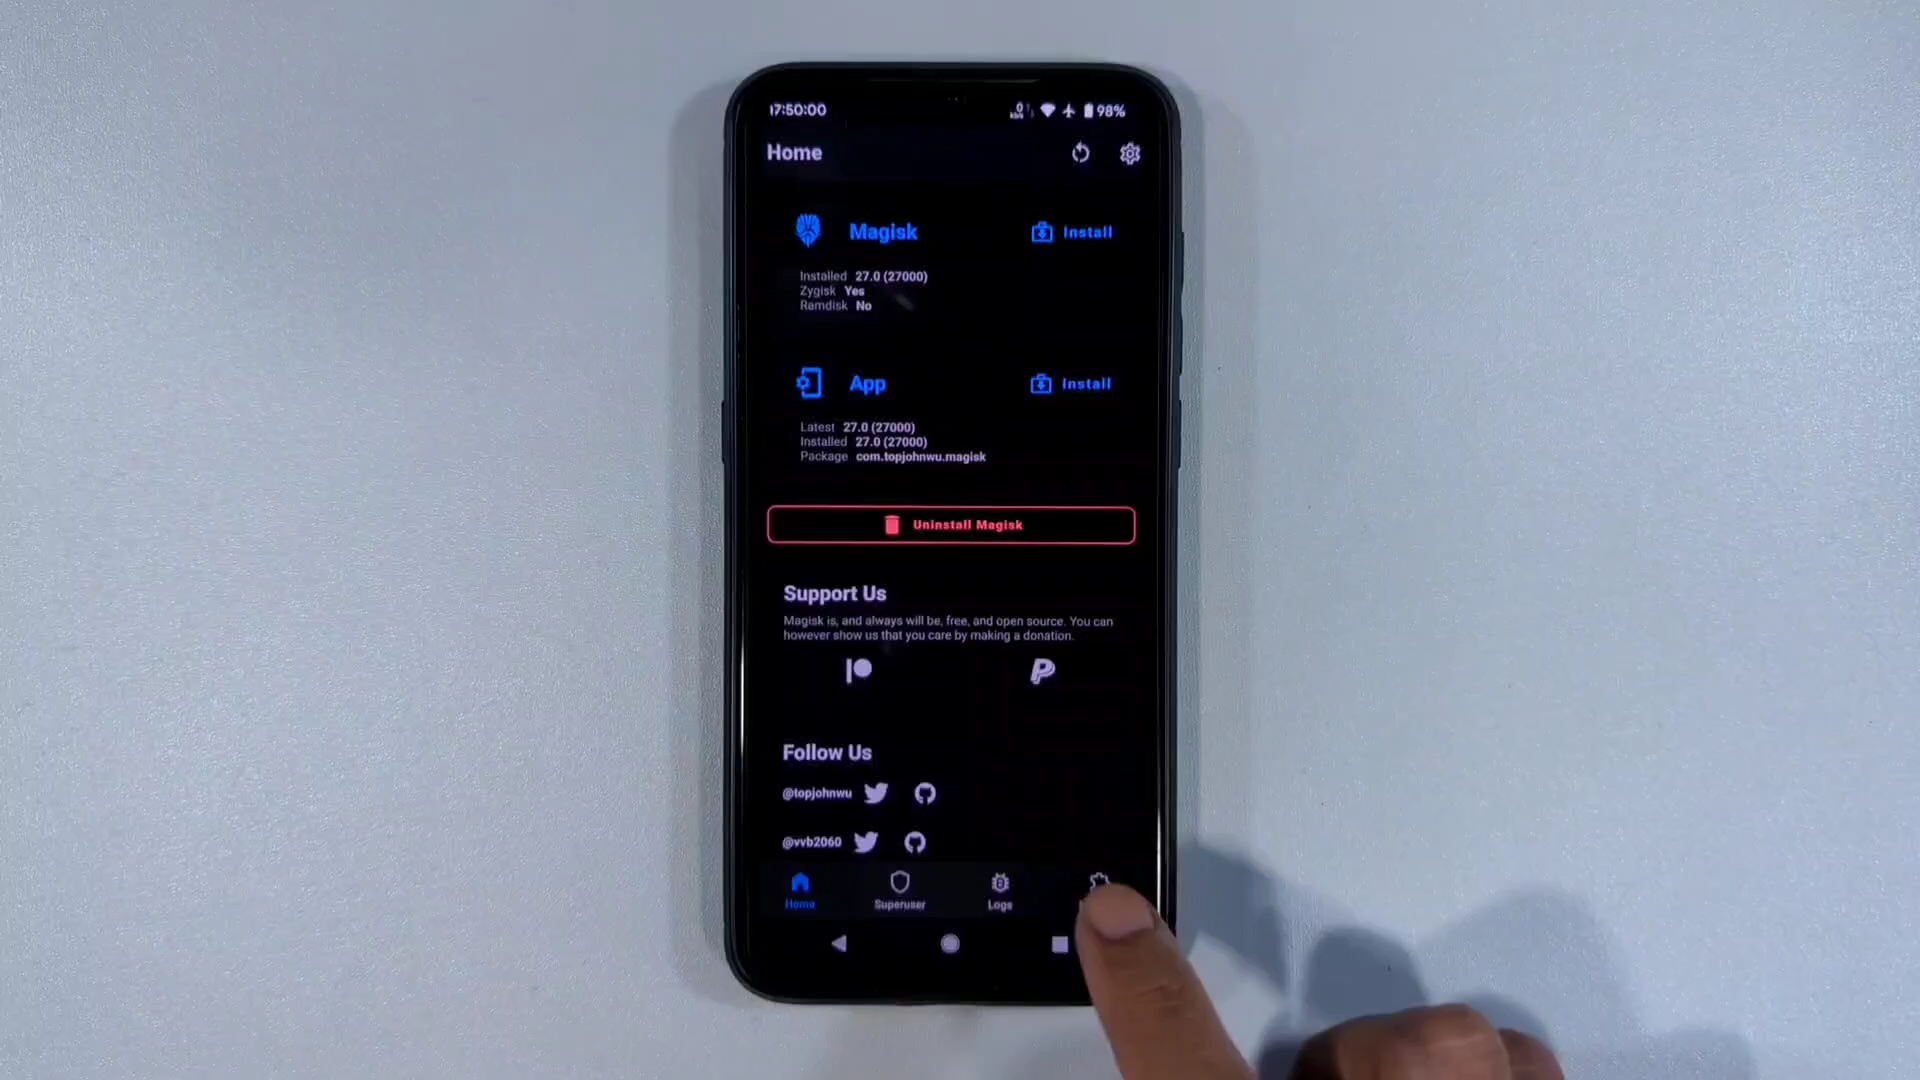 17:50:00 98%
Home
Magisk Install
Installed 27.0 (27000)
Zygisk Yes
Ramdisk No
App Install
Latest 27.0 (27000)
Installed 27.0 (27000)
Package com.topjohnwu.magisk
Uninstall Magisk
Support Us
Magisk is, and always will be, free, and open source. You can
however show us that you care by making a donation.
Follow Us
@topjohnwu
@vvb2060
Home Superuser Logs